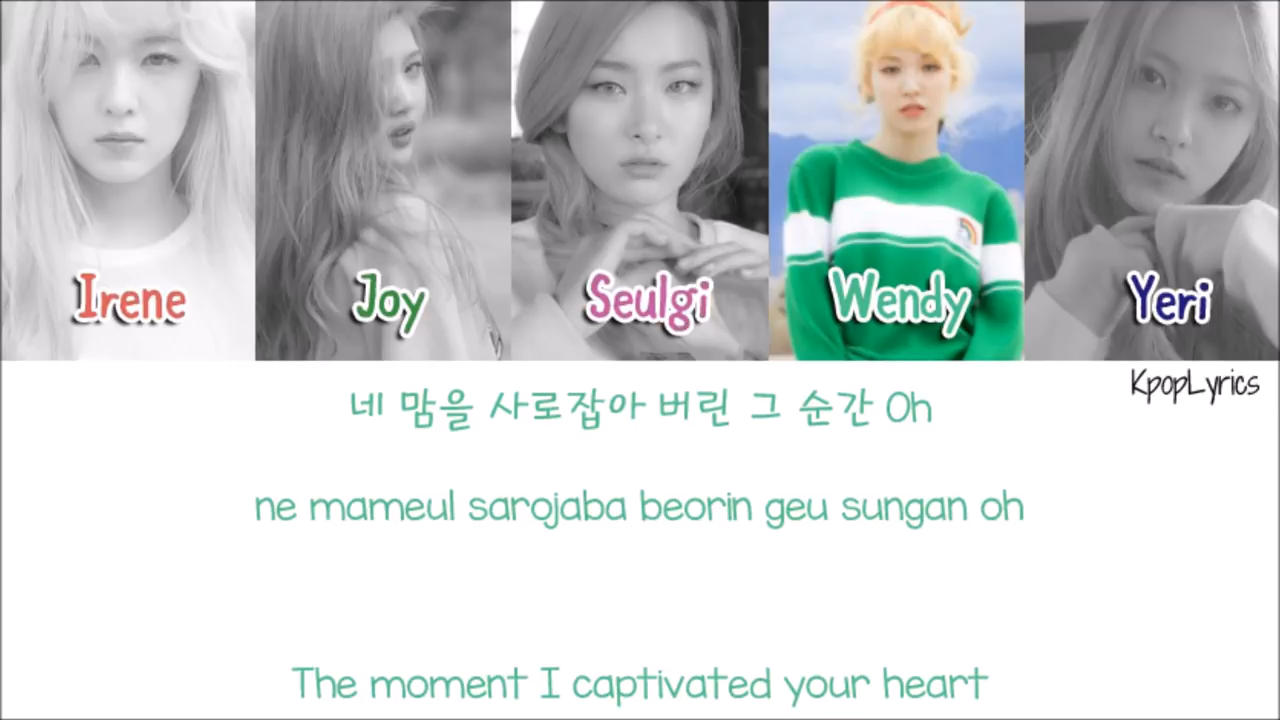 Irene
Joy
Seulgi
Wendy
Yeri
KpopLyrics
네 맘을 사로잡아 버린 그 순간 Oh
ne mameul sarojaba beorin geu sungan oh
The moment I captivated your heart